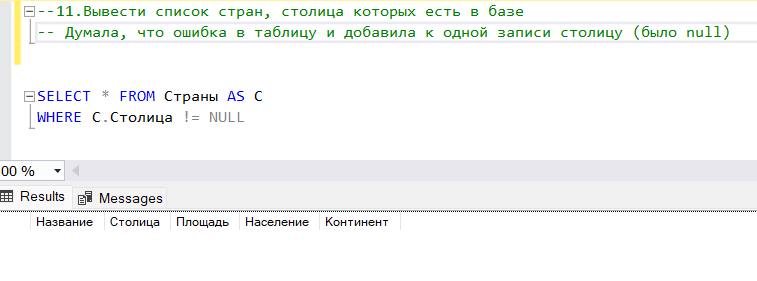 --11.Вывести список стран, столица которых есть в базе
-- Думала, что ошибка в таблицу и добавила к одной записи столицу (было null)
SELECT * FROM Страны AS C
WHERE C.Столица != NULL
00 %
Results Messages
Название Столица Площадь Население Континент